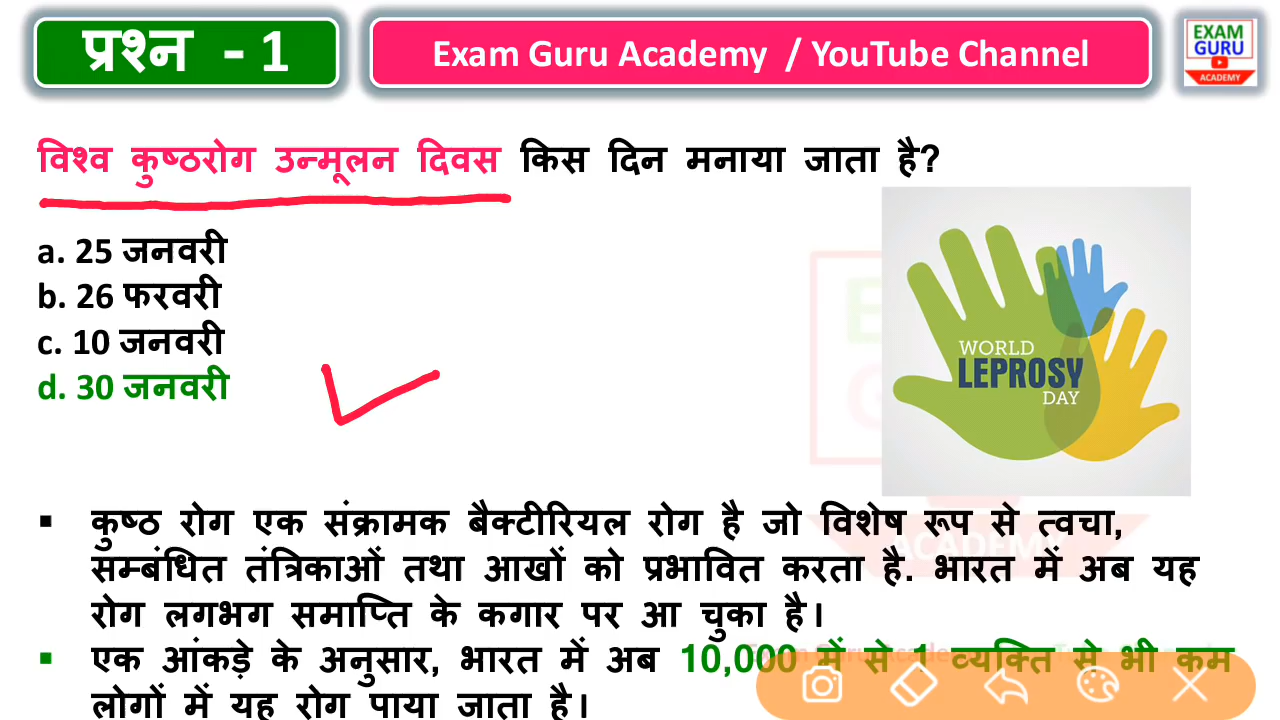 प्रश्न - 1
Exam Guru Academy / YouTube Channel
EXAM
GURU
ACADEMY
विश्व कुष्ठरोग उन्मूलन दिवस किस दिन मनाया जाता है?
a. 25 जनवरी
b. 26 फरवरी
c. 10 जनवरी
d. 30 जनवरी
WORLD
LEPROSY
DAY
▪ कुष्ठ रोग एक संक्रामक बैक्टीरियल रोग है जो विशेष रूप से त्वचा,
सम्बंधित तंत्रिकाओं तथा आखों को प्रभावित करता है. भारत में अब यह
रोग लगभग समाप्ति के कगार पर आ चुका है।
▪ एक आंकड़े के अनुसार, भारत में अब 10,000 में से 1 व्यक्ति से भी कम
लोगों में यह रोग पाया जाता है।
ACADEMY